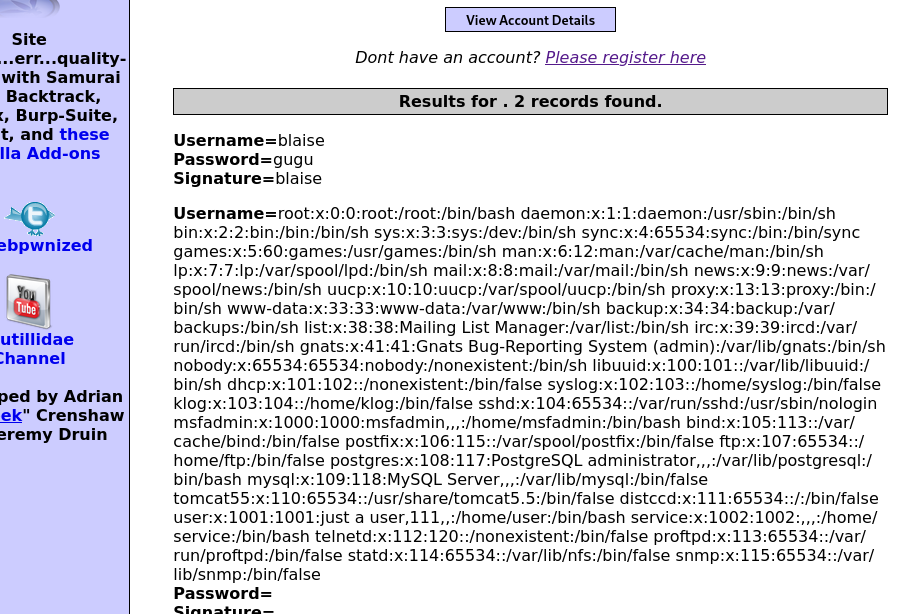 Site
...err...quality-
with Samurai
Backtrack,
Burp-Suite,
and these
Add-ons
YouTube
Channel
Adrian
" Crenshaw
Druin
View Account Details
Dont have an account? Please register here
Results for . 2 records found.
Username=blaise
Password=gugu
Signature=blaise
Username=root:x:0:0:root:/root:/bin/bash daemon:x:1:1:daemon:/usr/sbin:/bin/sh
bin:x:2:2:bin:/bin:/bin/sh sys:x:3:3:sys:/dev:/bin/sh sync:x:4:65534:sync:/bin:/bin/sync
games:x:5:60:games:/usr/games:/bin/sh man:x:6:12:man:/var/cache/man:/bin/sh
lp:x:7:7:lp:/var/spool/lpd:/bin/sh mail:x:8:8:mail:/var/mail:/bin/sh news:x:9:9:news:/var/
spool/news:/bin/sh uucp:x:10:10:uucp:/var/spool/uucp:/bin/sh proxy:x:13:13:proxy:/bin:/
bin/sh www-data:x:33:33:www-data:/var/www:/bin/sh backup:x:34:34:backup:/var/
backups:/bin/sh list:x:38:38:Mailing List Manager:/var/list:/bin/sh irc:x:39:39:ircd:/var/
run/ircd:/bin/sh gnats:x:41:41:Gnats Bug-Reporting System (admin):/var/lib/gnats:/bin/sh
nobody:x:65534:65534:nobody:/nonexistent:/bin/sh libuuid:x:100:101::/var/lib/libuuid:/
bin/sh dhcp:x:101:102::/nonexistent:/bin/false syslog:x:102:103::/home/syslog:/bin/false
klog:x:103:104::/home/klog:/bin/false sshd:x:104:65534::/var/run/sshd:/usr/sbin/nologin
msfadmin:x:1000:1000:msfadmin,,,:/home/msfadmin:/bin/bash bind:x:105:113::/var/
cache/bind:/bin/false postfix:x:106:115::/var/spool/postfix:/bin/false ftp:x:107:65534::/
home/ftp:/bin/false postgres:x:108:117:PostgreSQL administrator,,,:/var/lib/postgresql:/
bin/bash mysql:x:109:118:MySQL Server,,,:/var/lib/mysql:/bin/false
tomcat55:x:110:65534::/usr/share/tomcat5.5:/bin/false distccd:x:111:65534::/:/bin/false
user:x:1001:1001:just a user,111,,:/home/user:/bin/bash service:x:1002:1002:,,,:/home/
service:/bin/bash telnetd:x:112:120::/nonexistent:/bin/false proftpd:x:113:65534::/var/
run/proftpd:/bin/false statd:x:114:65534::/var/lib/nfs:/bin/false snmp:x:115:65534::/var/
lib/snmp:/bin/false
Password=
Signature=